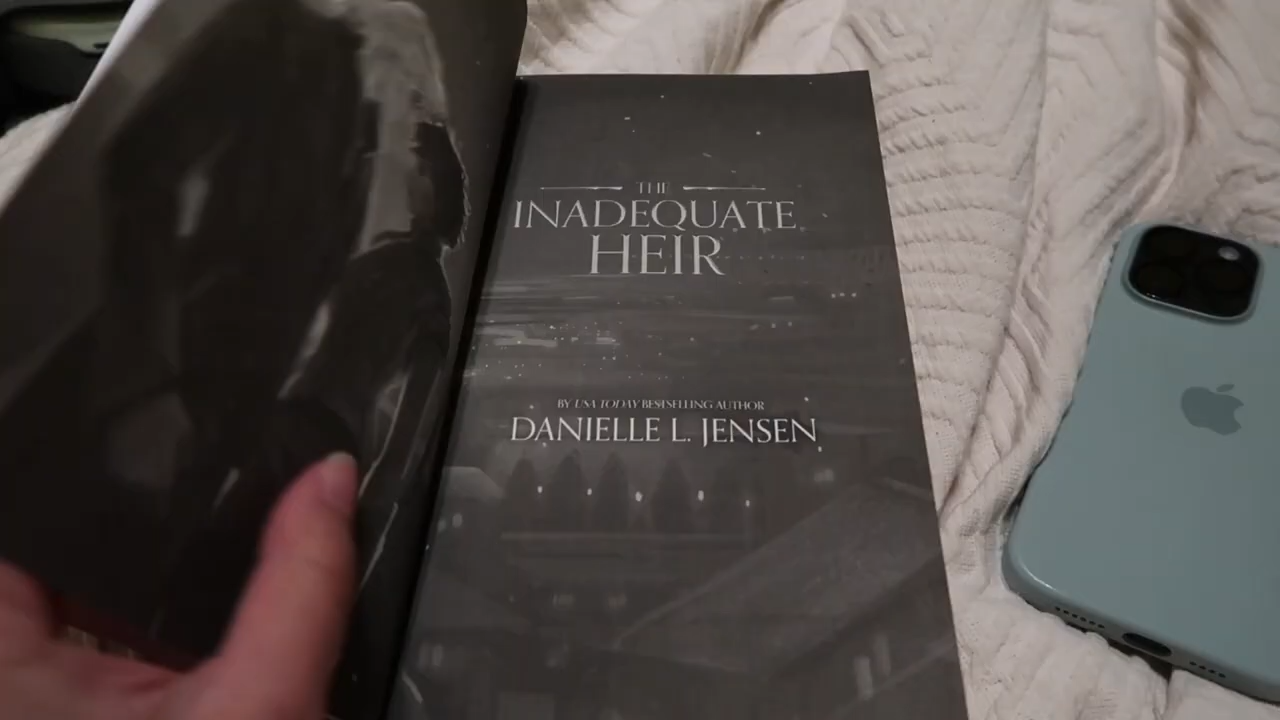 THE
INADEQUATE
HEIR
BY USA TODAY BESTSELLING AUTHOR
DANIELLE L. JENSEN